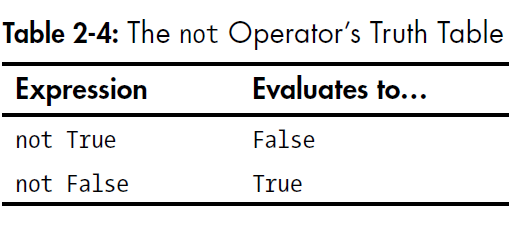 Table 2-4: The not Operator’s Truth Table
Expression Evaluates to…
not True False
not False True